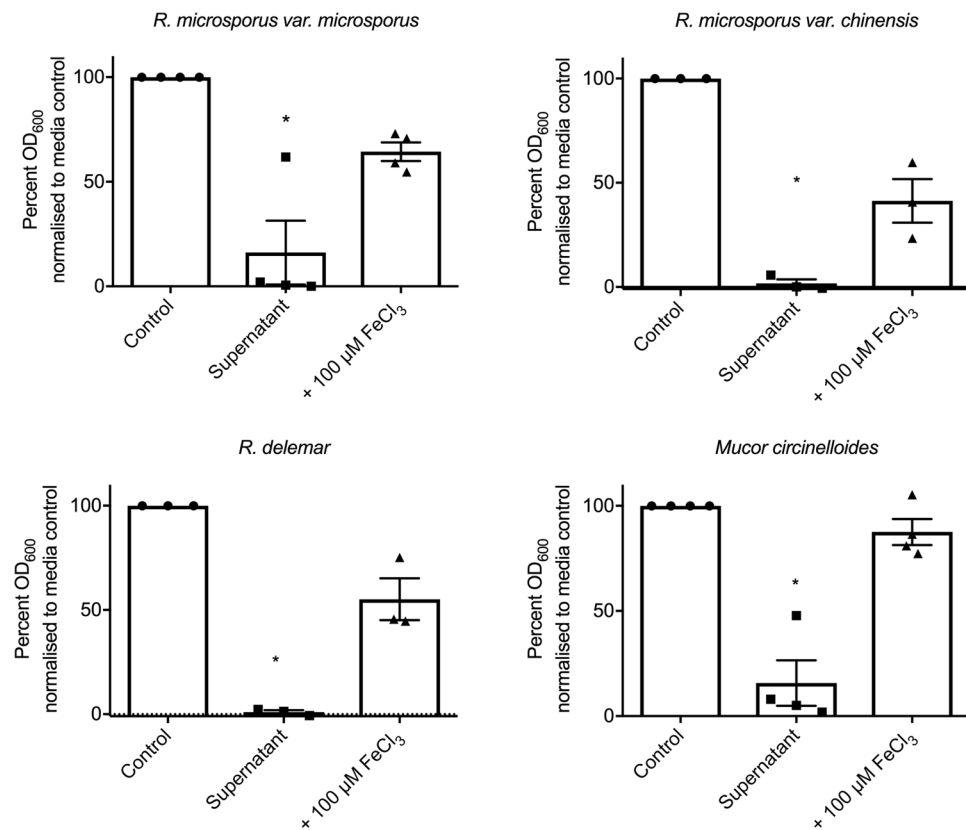 R. microsporus var. microsporus
Percent OD600
normalised to media control
100
50
0
*
Control
Supernatant
+ 100 µM FeCl3
R. microsporus var. chinensis
Percent OD600
normalised to media control
100
50
0
*
Control
Supernatant
+ 100 µM FeCl3
R. delemar
Percent OD600
normalised to media control
100
50
0
*
Control
Supernatant
+ 100 µM FeCl3
Mucor circinelloides
Percent OD600
normalised to media control
100
50
0
*
Control
Supernatant
+ 100 µM FeCl3